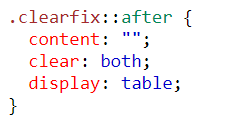 .clearfix::after {
  content: "";
  clear: both;
  display: table;
}